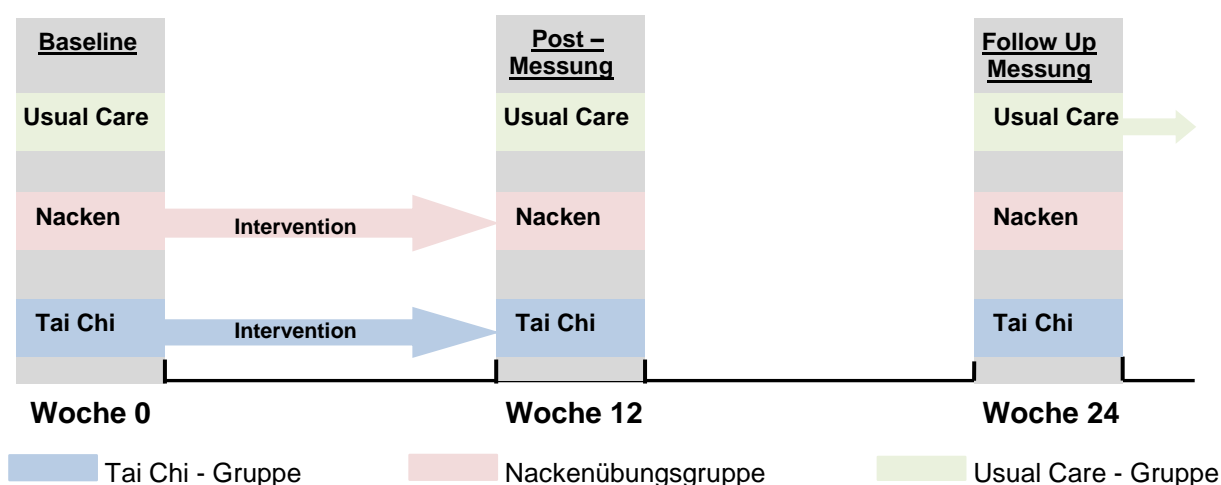 Baseline
Post –
Messung
Follow Up
Messung
Usual Care
Usual Care
Usual Care
Nacken
Intervention
Nacken
Nacken
Tai Chi
Intervention
Tai Chi
Tai Chi
Woche 0
Woche 12
Woche 24
Tai Chi - Gruppe
Nackenübungsgruppe
Usual Care - Gruppe